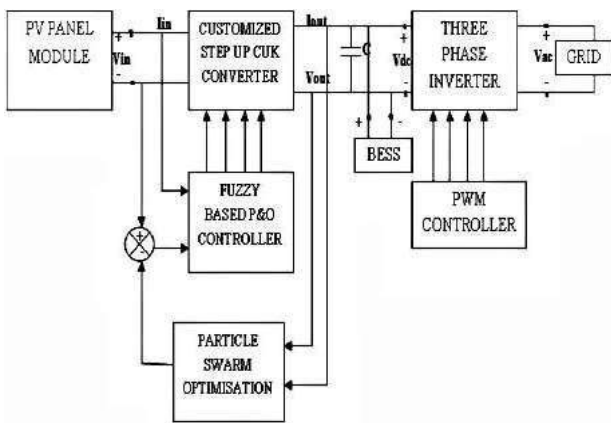 PV PANEL
MODULE
Iin
+
Vin
-
CUSTOMIZED
STEP UP CUK
CONVERTER
Iout
Vout
C
+
Vdc
-
THREE
PHASE
INVERTER
+
Vac
-
GRID
+ -
BESS
FUZZY
BASED P&O
CONTROLLER
PWM
CONTROLLER
+
-
PARTICLE
SWARM
OPTIMISATION